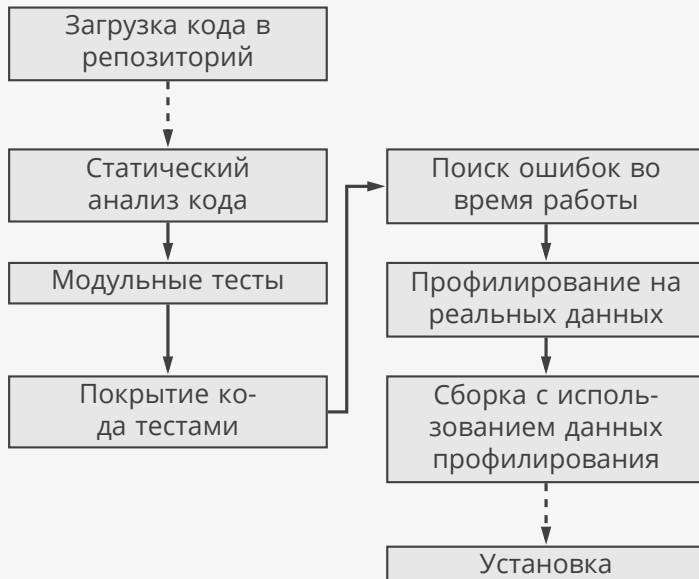 Загрузка кода в
репозиторий
Статический
анализ кода
Модульные тесты
Покрытие ко-
да тестами
Поиск ошибок во
время работы
Профилирование на
реальных данных
Сборка с исполь-
зованием данных
профилирования
Установка